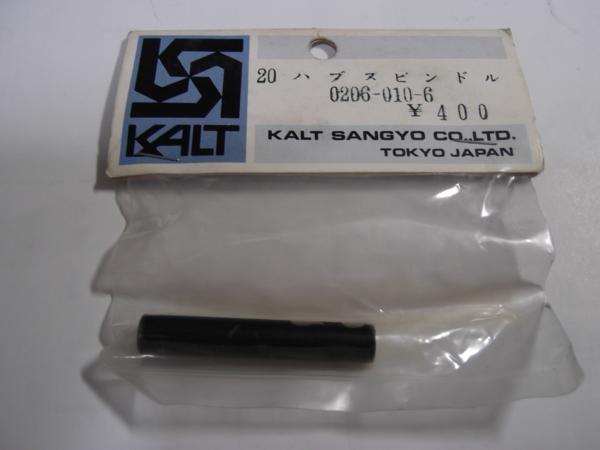 KALT
20 ハブスピンドル
0206-010-6
¥400
KALT SANGYO CO.,LTD.
TOKYO JAPAN